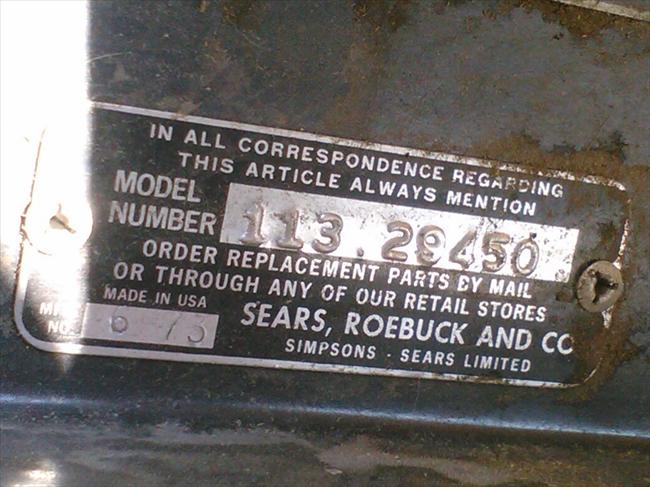 IN ALL CORRESPONDENCE REGARDING
THIS ARTICLE ALWAYS MENTION
MODEL
NUMBER 113.29450
ORDER REPLACEMENT PARTS BY MAIL
OR THROUGH ANY OF OUR RETAIL STORES
MADE IN USA
SEARS, ROEBUCK AND CO
NO.
SIMPSONS - SEARS LIMITED